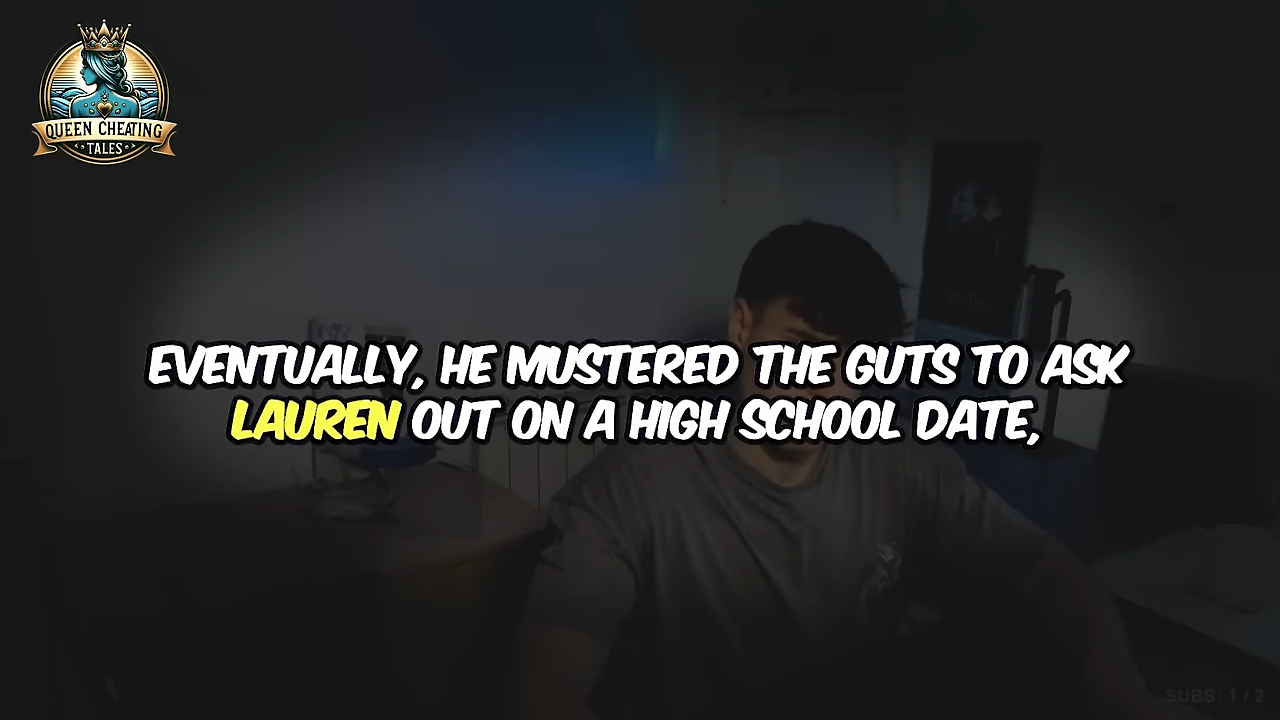 QUEEN CHEATING
TALES
EVENTUALLY, HE MUSTERED THE GUTS TO ASK
LAUREN OUT ON A HIGH SCHOOL DATE,
SUBS: 1 / 2